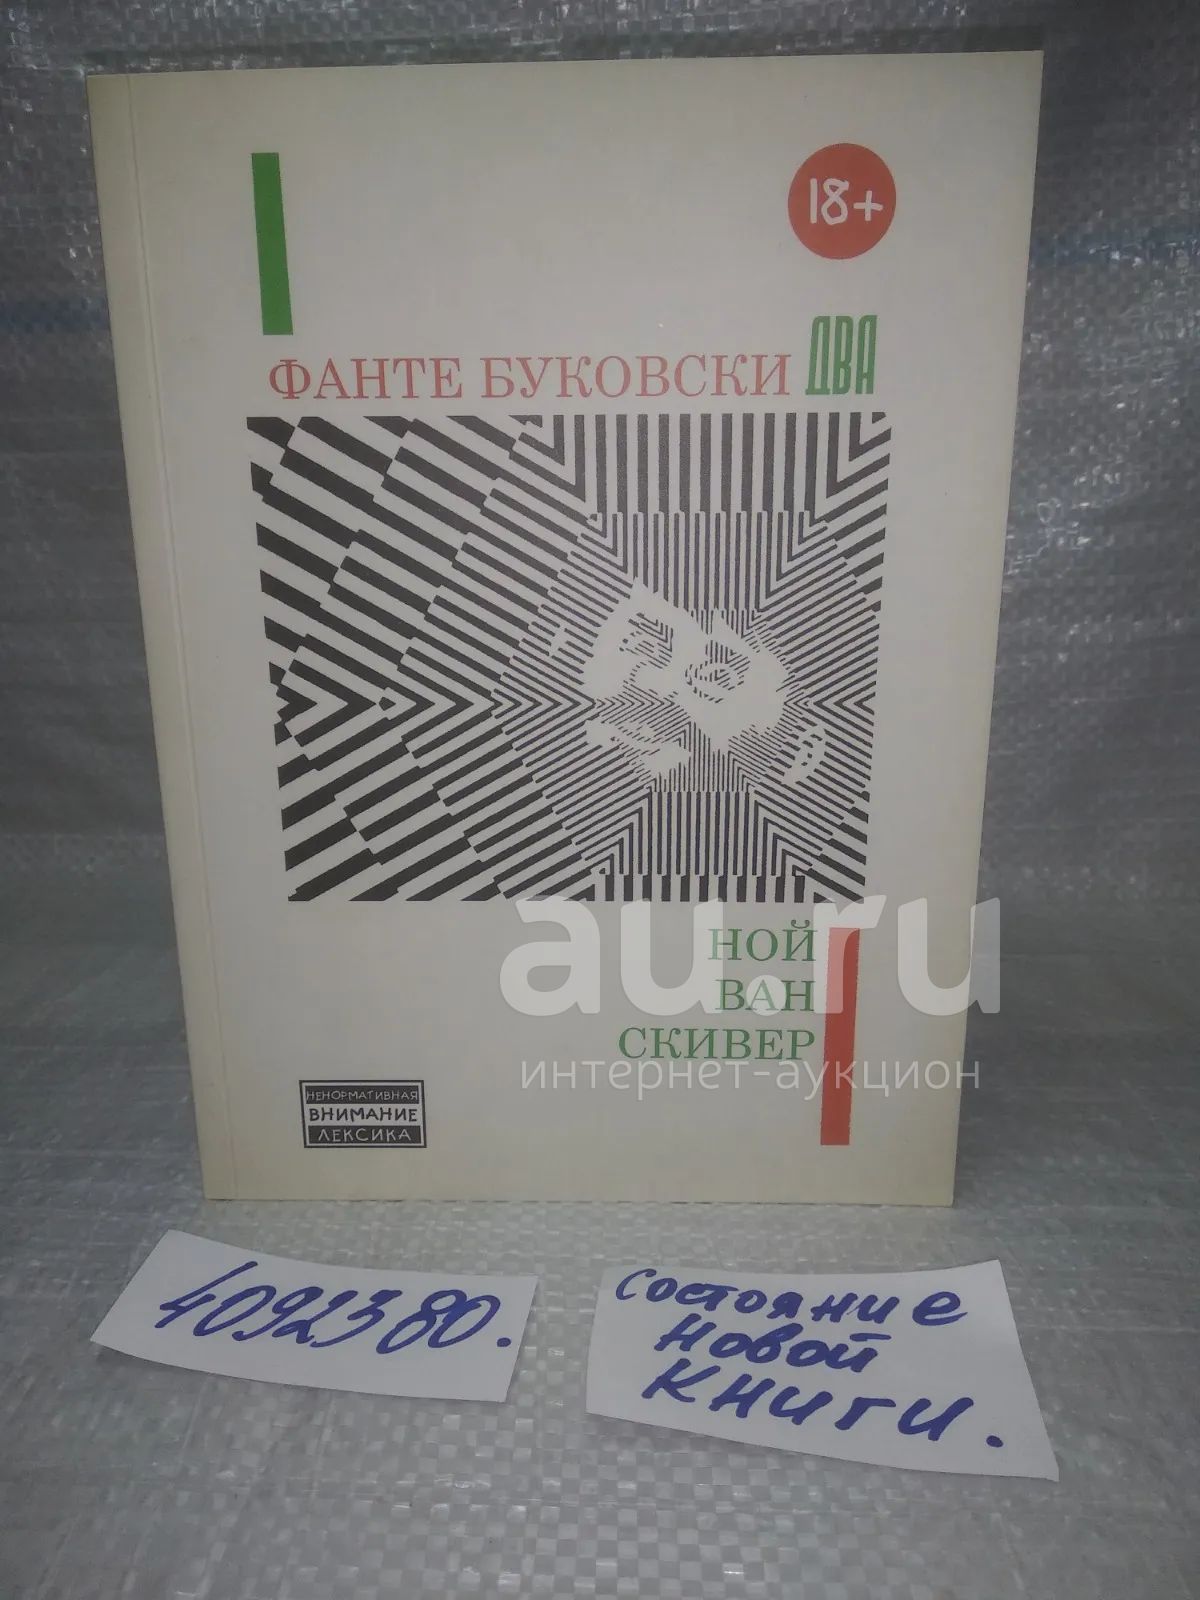 18+
ФАНТЕ БУКОВСКИ ДВА
НОЙ
ВАН
СКИВЕР
au.ru
интернет-аукцион
НЕНОРМАТИВНАЯ
ВНИМАНИЕ
ЛЕКСИКА
4092380.
Состояние
новой
книги.